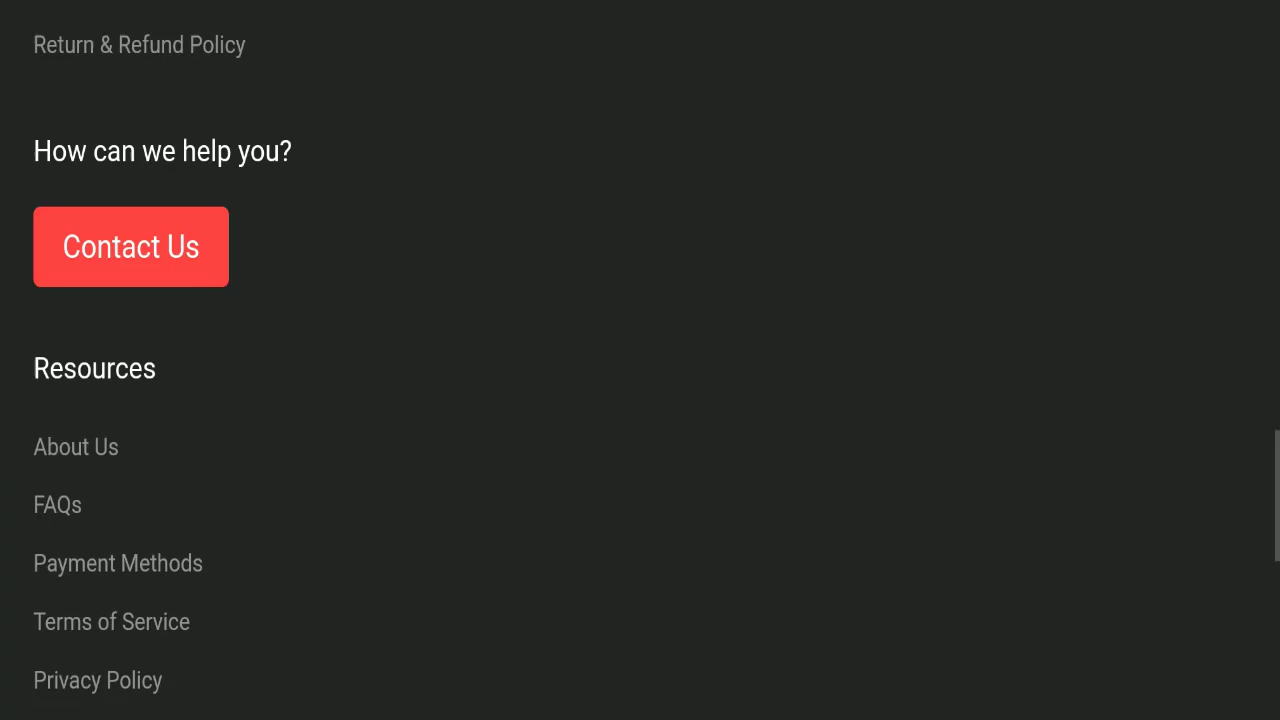 Return & Refund Policy
How can we help you?
Contact Us
Resources
About Us
FAQs
Payment Methods
Terms of Service
Privacy Policy